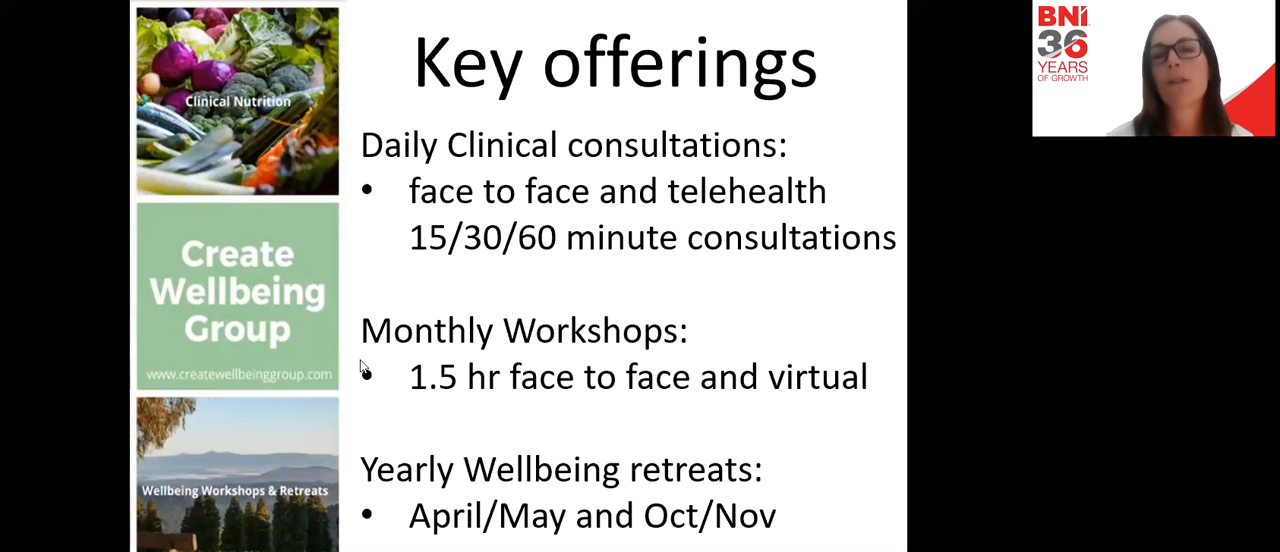 Clinical Nutrition
Create
Wellbeing
Group
www.createwellbeinggroup.com
Wellbeing Workshops & Retreats
Key offerings
Daily Clinical consultations:
• face to face and telehealth
15/30/60 minute consultations
Monthly Workshops:
• 1.5 hr face to face and virtual
Yearly Wellbeing retreats:
• April/May and Oct/Nov
BNI
36
YEARS
OF GROWTH